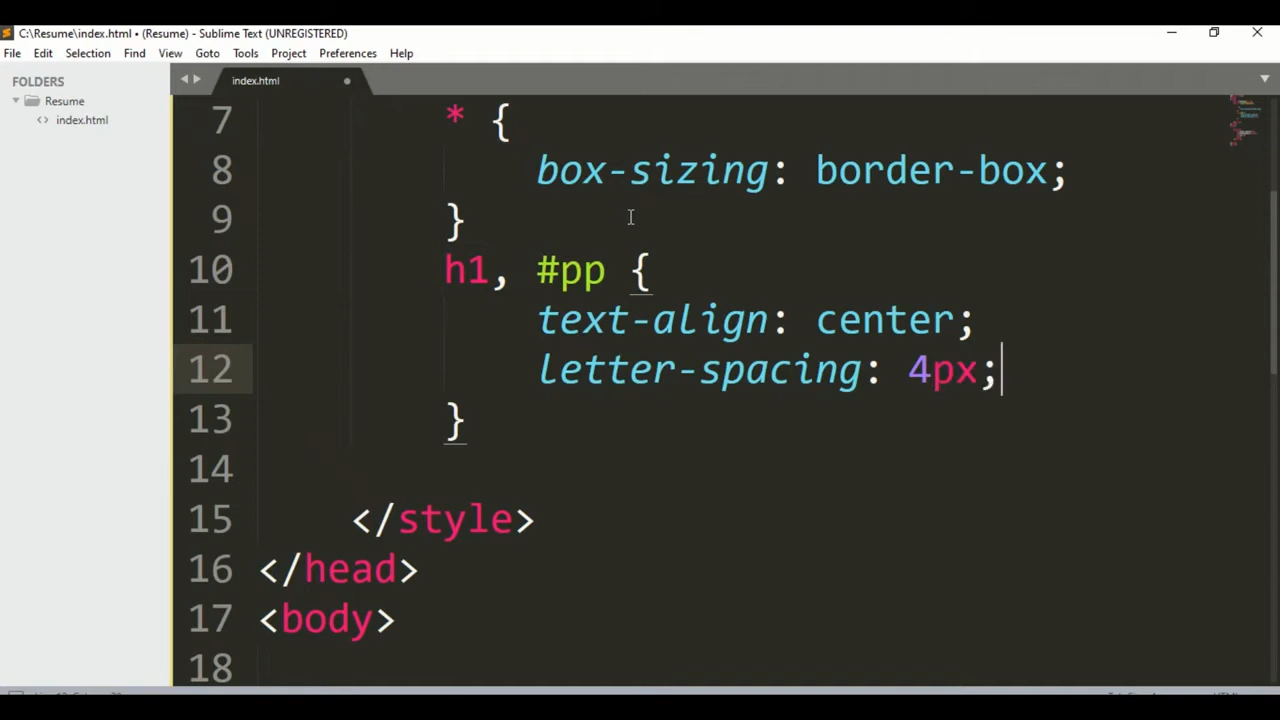 C:\Resume\index.html • (Resume) - Sublime Text (UNREGISTERED)
File Edit Selection Find View Goto Tools Project Preferences Help
FOLDERS
Resume
index.html
index.html
7 * {
8 box-sizing: border-box;
9 }
10 h1, #pp {
11 text-align: center;
12 letter-spacing: 4px;
13 }
14
15 </style>
16 </head>
17 <body>
18